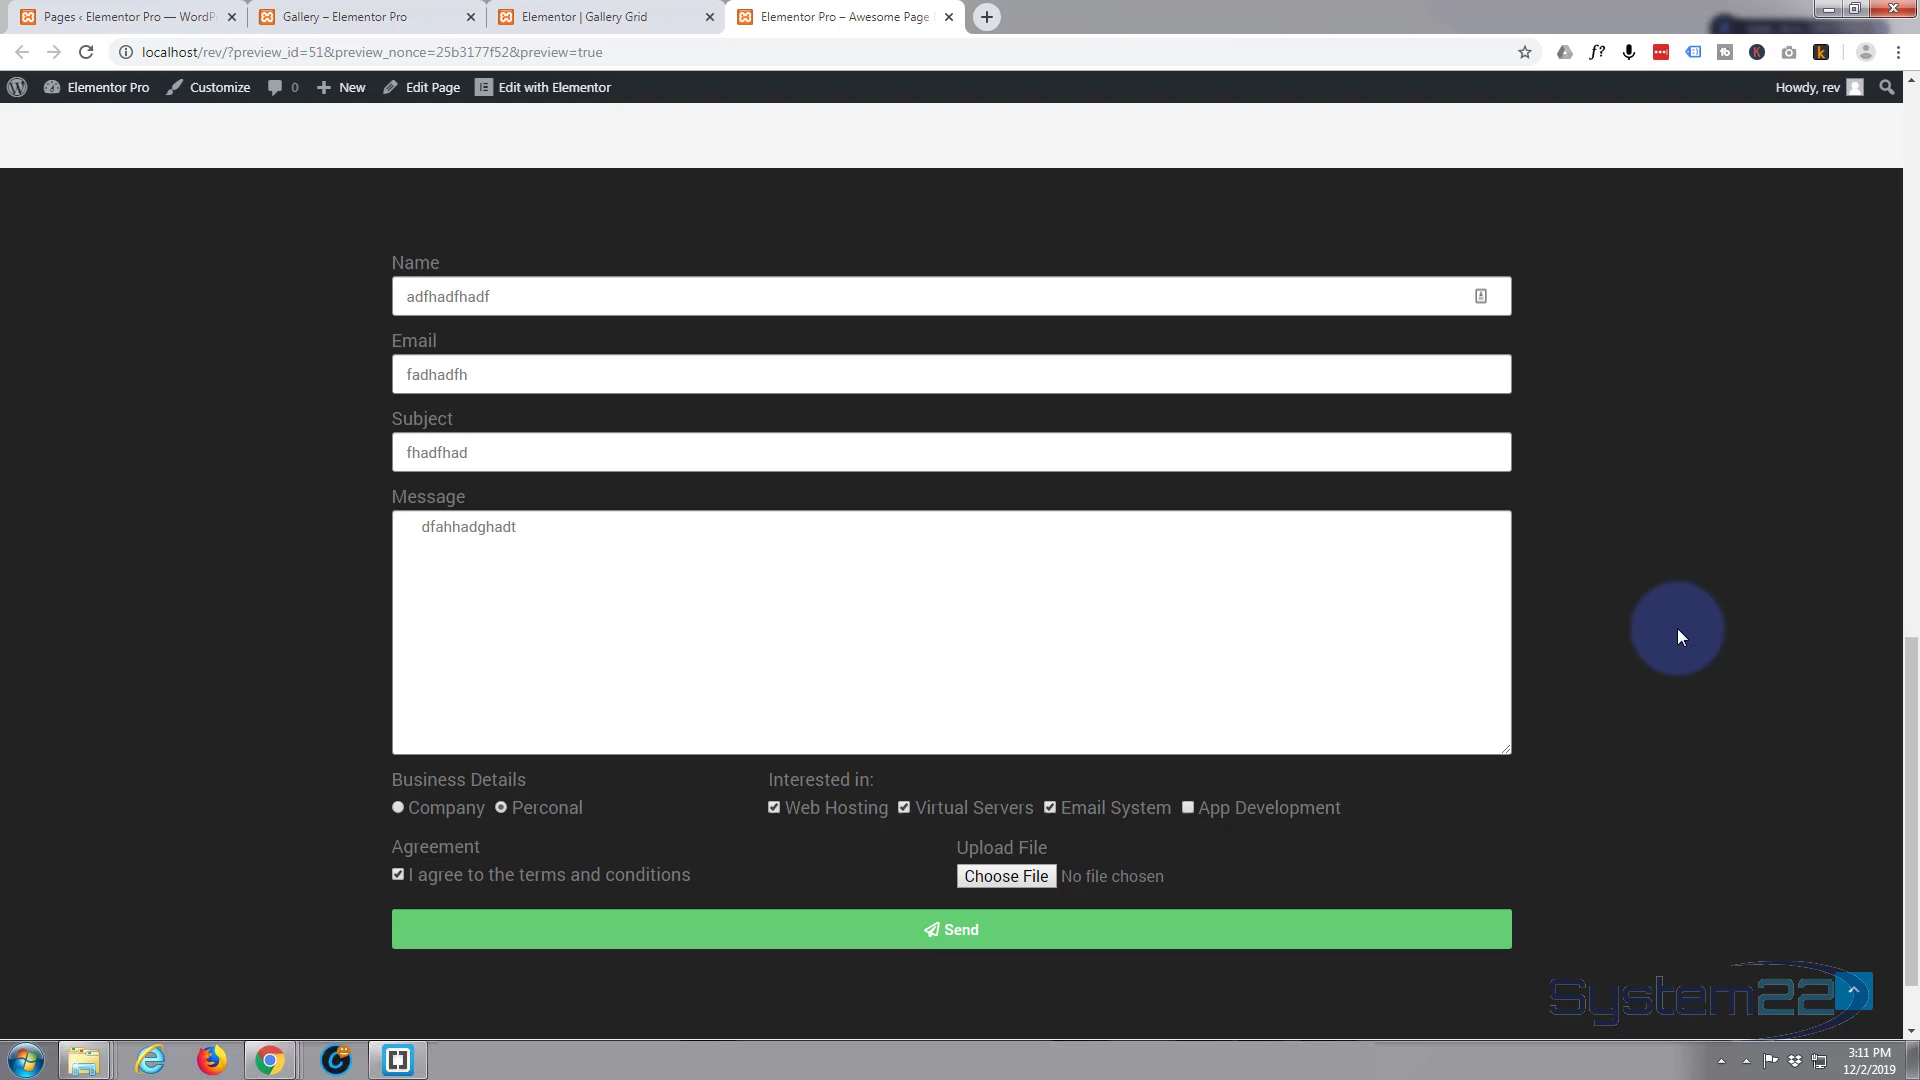 Pages ‹ Elementor Pro — WordP
Gallery – Elementor Pro
Elementor | Gallery Grid
Elementor Pro – Awesome Page
localhost/rev/?preview_id=51&preview_nonce=25b3177f52&preview=true
Elementor Pro
Customize
0
New
Edit Page
Edit with Elementor
Howdy, rev
Name
adfhadfhadf
Email
fadhadfh
Subject
fhadfhad
Message
dfahhadghadt
Business Details
Interested in:
Company
Perconal
Web Hosting
Virtual Servers
Email System
App Development
Agreement
Upload File
I agree to the terms and conditions
Choose File
No file chosen
Send
System22
3:11 PM
12/2/2019